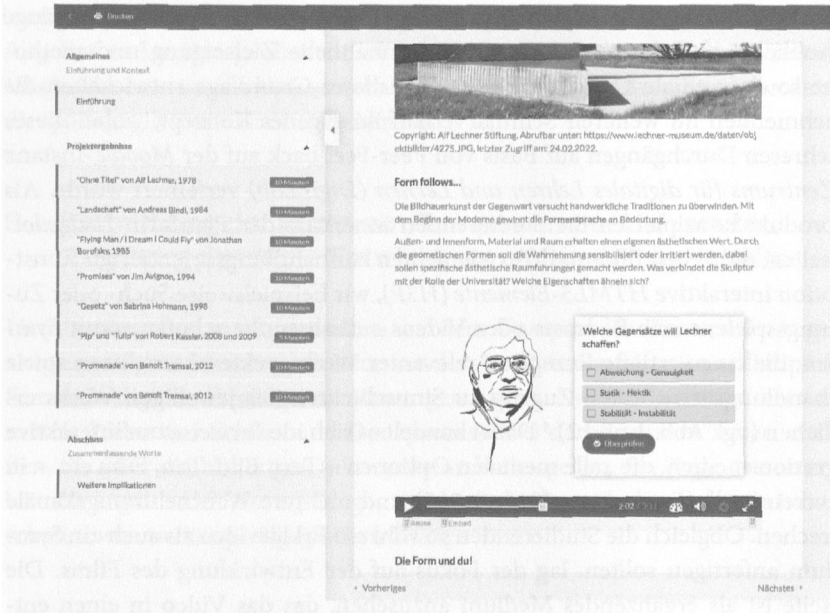 Drucken
Allgemeines
Einführung und Kontext
Einführung
Projektergebnisse
"Ohne Titel" von Alf Lechner, 1978
10 Minuten
"Landschaft" von Andreas Bindl, 1984
10 Minuten
"Flying Man / I Dream I Could Fly" von Jonathan
Borofsky, 1985
10 Minuten
"Promises" von Jim Avignon, 1994
10 Minuten
"Gesetz" von Sabrina Hohmann, 1998
10 Minuten
"Pip" und "Tulip" von Robert Kessler, 2008 und 2009
5 Minuten
"Promenade" von Benoît Tremsal, 2012
10 Minuten
"Promenade" von Benoît Tremsal, 2012
10 Minuten
Abschluss
Zusammenfassende Worte
Weitere Implikationen
Copyright: Alf Lechner Stiftung. Abrufbar unter: https://www.lechner-museum.de/daten/obj
ektbilder/4275.JPG, letzter Zugriff am: 24.02.2022.
Form follows...
Die Bildhauerkunst der Gegenwart versucht handwerkliche Traditionen zu überwinden. Mit
dem Beginn der Moderne gewinnt die Formensprache an Bedeutung.
Außen- und Innenform, Material und Raum erhalten einen eigenen ästhetischen Wert. Durch
die geometrischen Formen soll die Wahrnehmung sensibilisiert oder irritiert werden, dabei
sollen spezifische ästhetische Raumfahrungen gemacht werden. Was verbindet die Skulptur
mit der Rolle der Universität? Welche Eigenschaften ähneln sich?
Welche Gegensätze will Lechner
schaffen?
Abweichung - Genauigkeit
Statik - Hektik
Stabilität - Instabilität
Überprüfen
2:02
Die Form und du!
Vorheriges
Nächstes